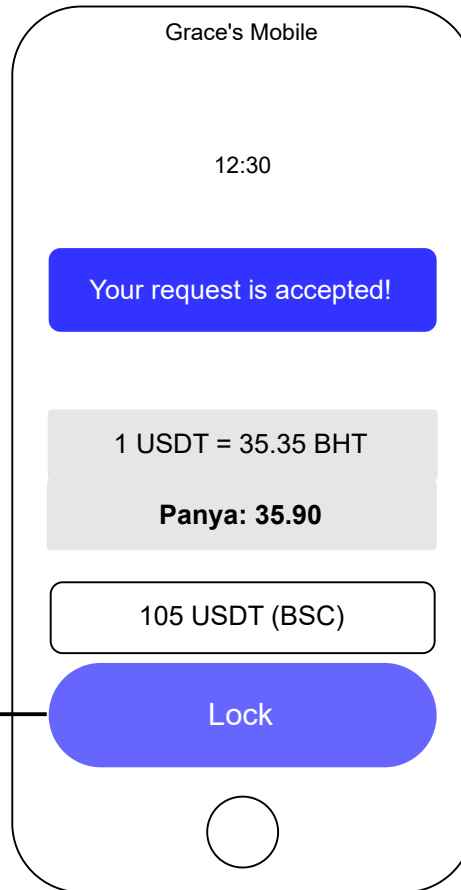 Grace's Mobile
12:30
Your request is accepted!
1 USDT = 35.35 BHT
Panya: 35.90
105 USDT (BSC)
Lock